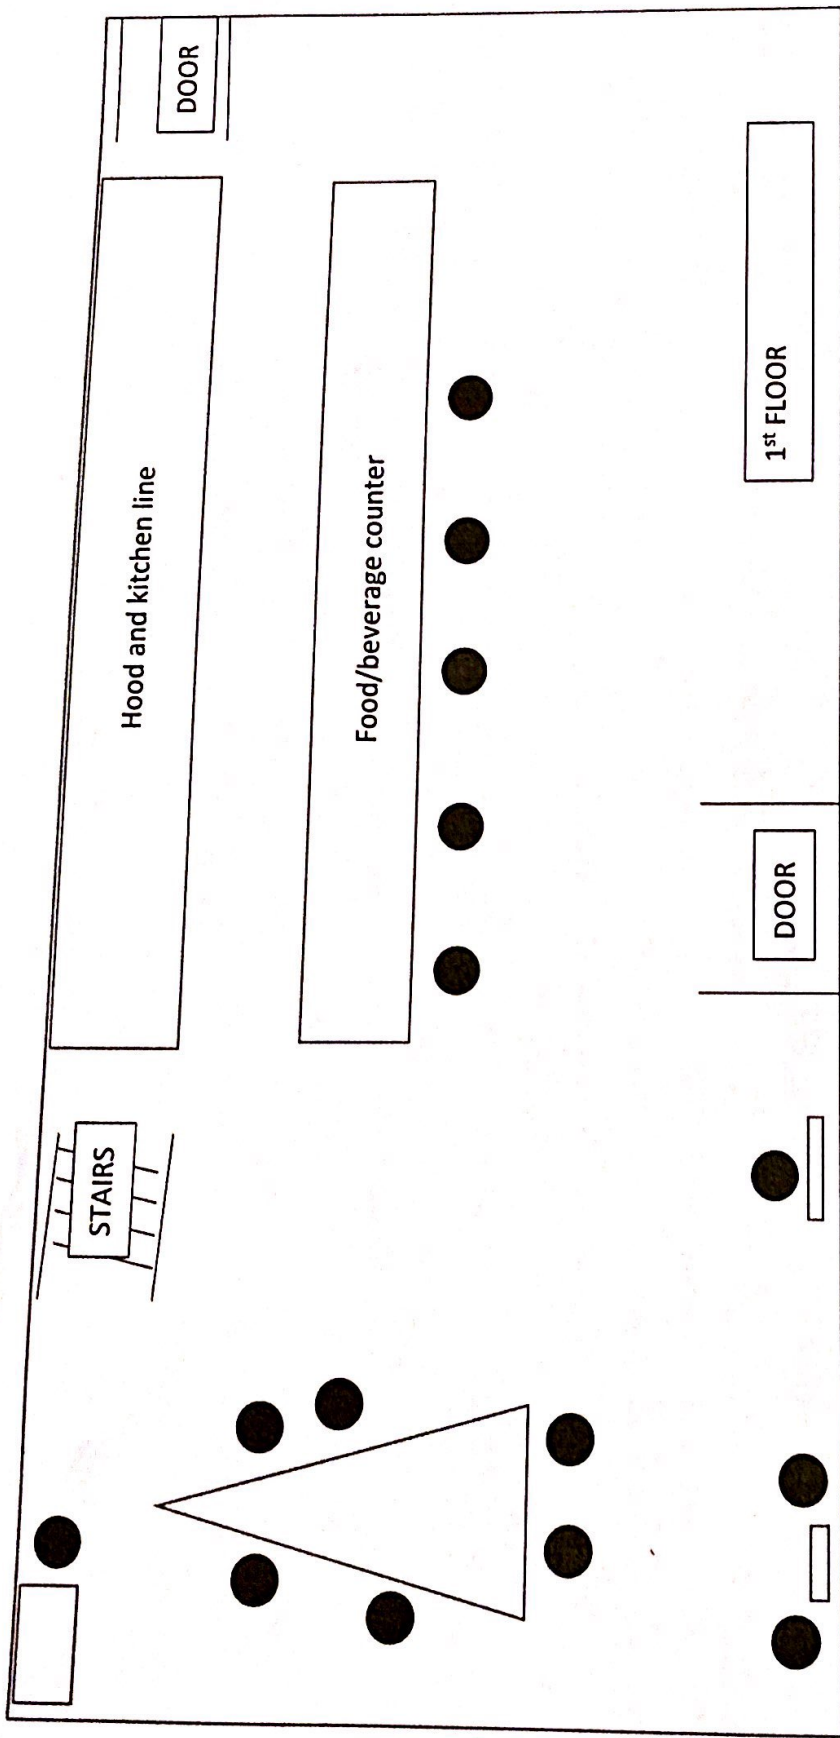 STAIRS
Hood and kitchen line
DOOR
Food/beverage counter
DOOR
1st FLOOR